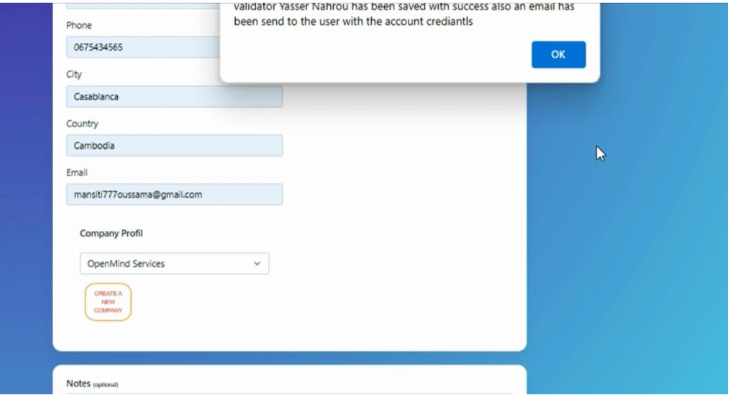 validator Yasser Nahrou has been saved with success also an email has
been send to the user with the account crediantls
OK
Phone
0675434565
City
Casablanca
Country
Cambodia
Email
mansiti777oussama@gmail.com
Company Profil
OpenMind Services
CREATE A
NEW
COMPANY
Notes (optional)